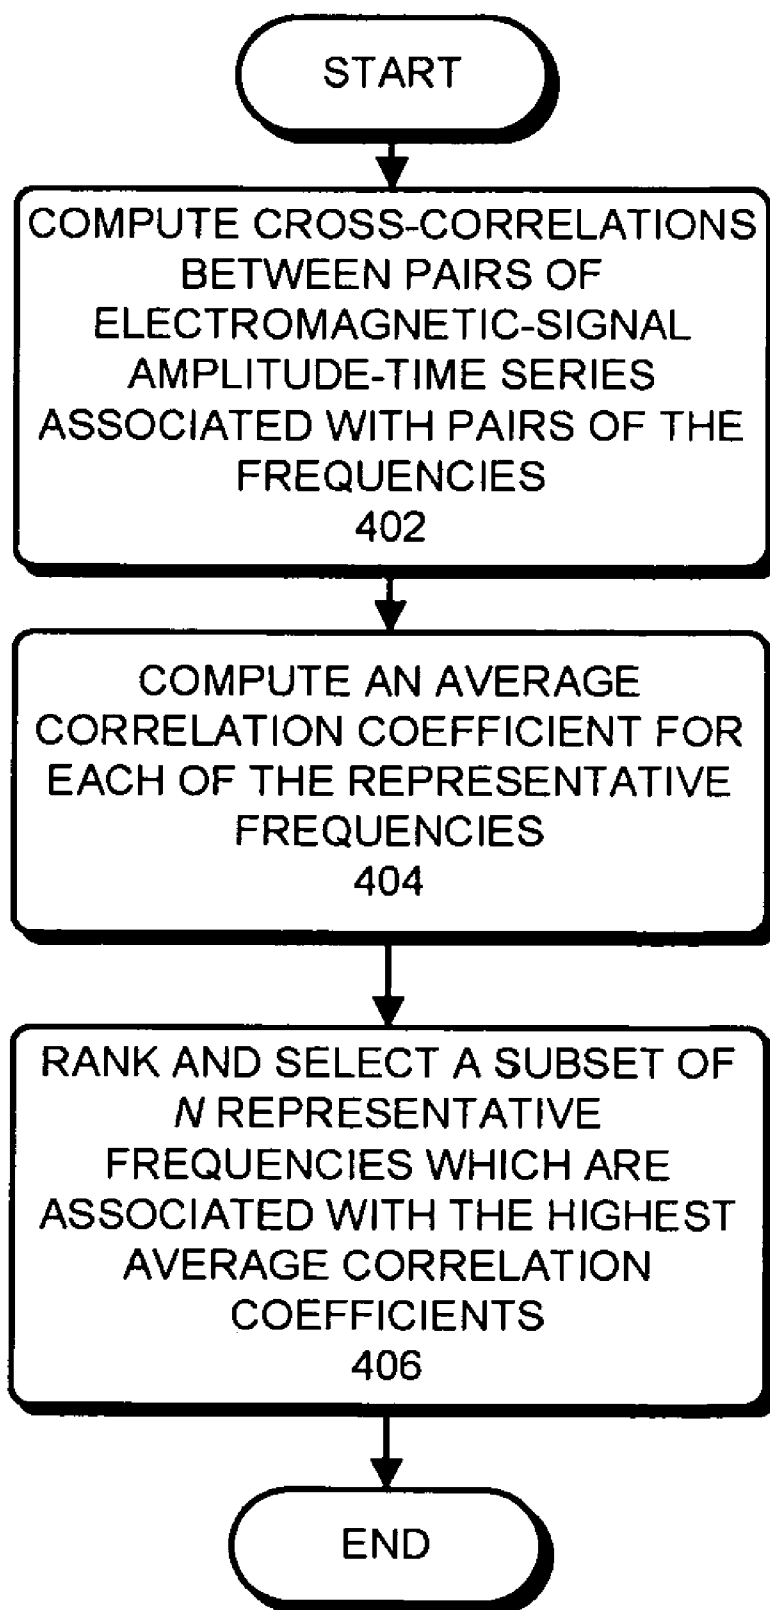 START
COMPUTE CROSS-CORRELATIONS
BETWEEN PAIRS OF
ELECTROMAGNETIC-SIGNAL
AMPLITUDE-TIME SERIES
ASSOCIATED WITH PAIRS OF THE
FREQUENCIES
402
COMPUTE AN AVERAGE
CORRELATION COEFFICIENT FOR
EACH OF THE REPRESENTATIVE
FREQUENCIES
404
RANK AND SELECT A SUBSET OF
N REPRESENTATIVE
FREQUENCIES WHICH ARE
ASSOCIATED WITH THE HIGHEST
AVERAGE CORRELATION
COEFFICIENTS
406
END